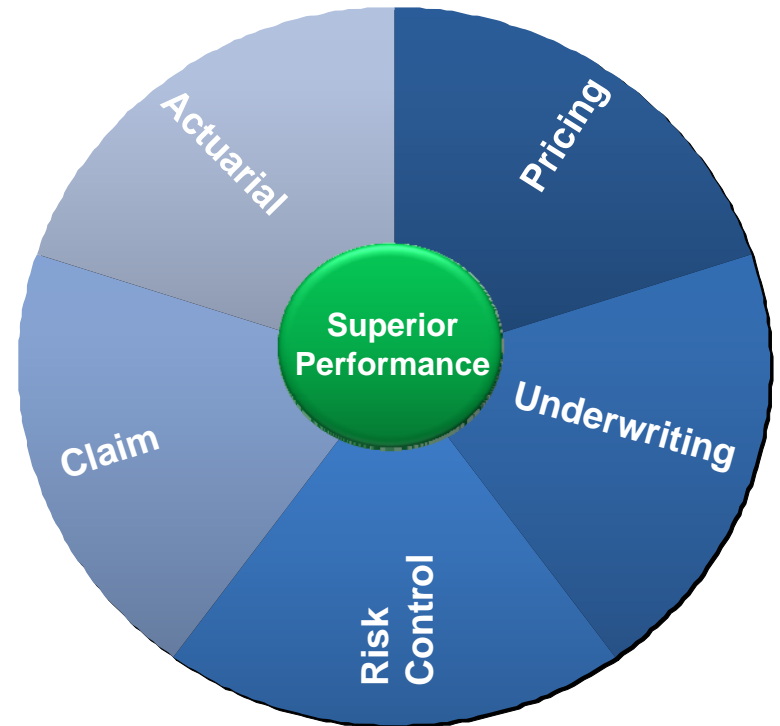 Actuarial
Pricing
Superior
Performance
Underwriting
Claim
Risk
Control